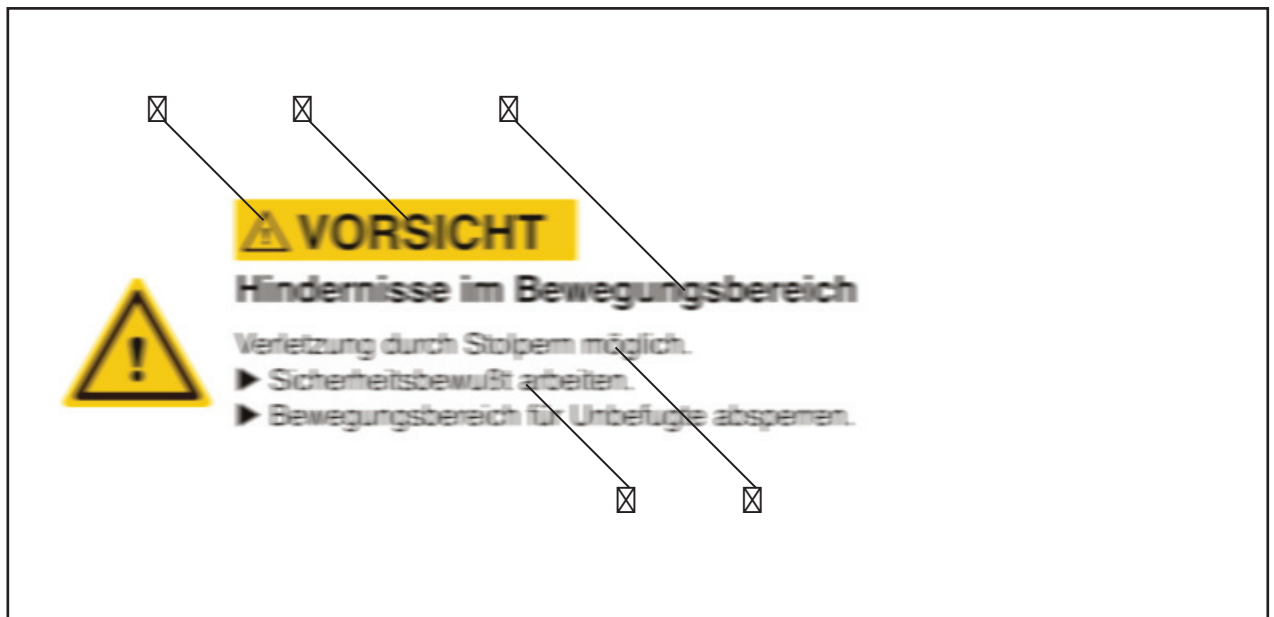 VORSICHT
Hindernisse im Bewegungsbereich
Verletzung durch Stolpern möglich.
▶ Sicherheitsbewußt arbeiten.
▶ Bewegungsbereich für Unbefugte absperren.